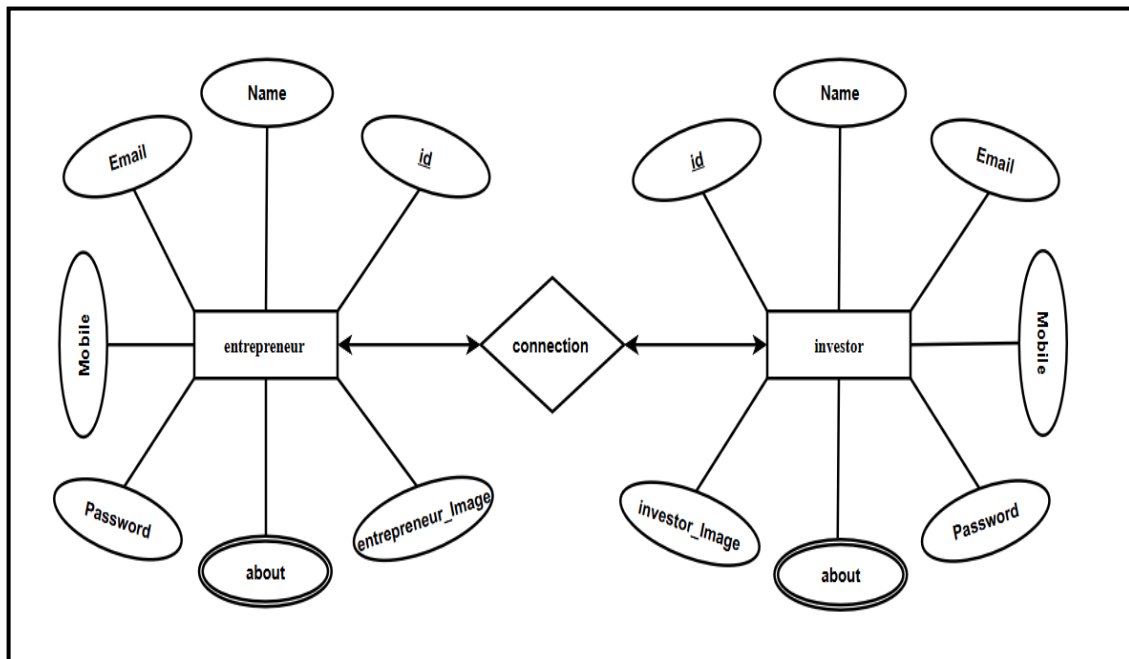 Name
Email
id
Mobile
entrepreneur
Password
about
entrepreneur_Image
connection
Name
id
Email
investor
Mobile
investor_Image
about
Password